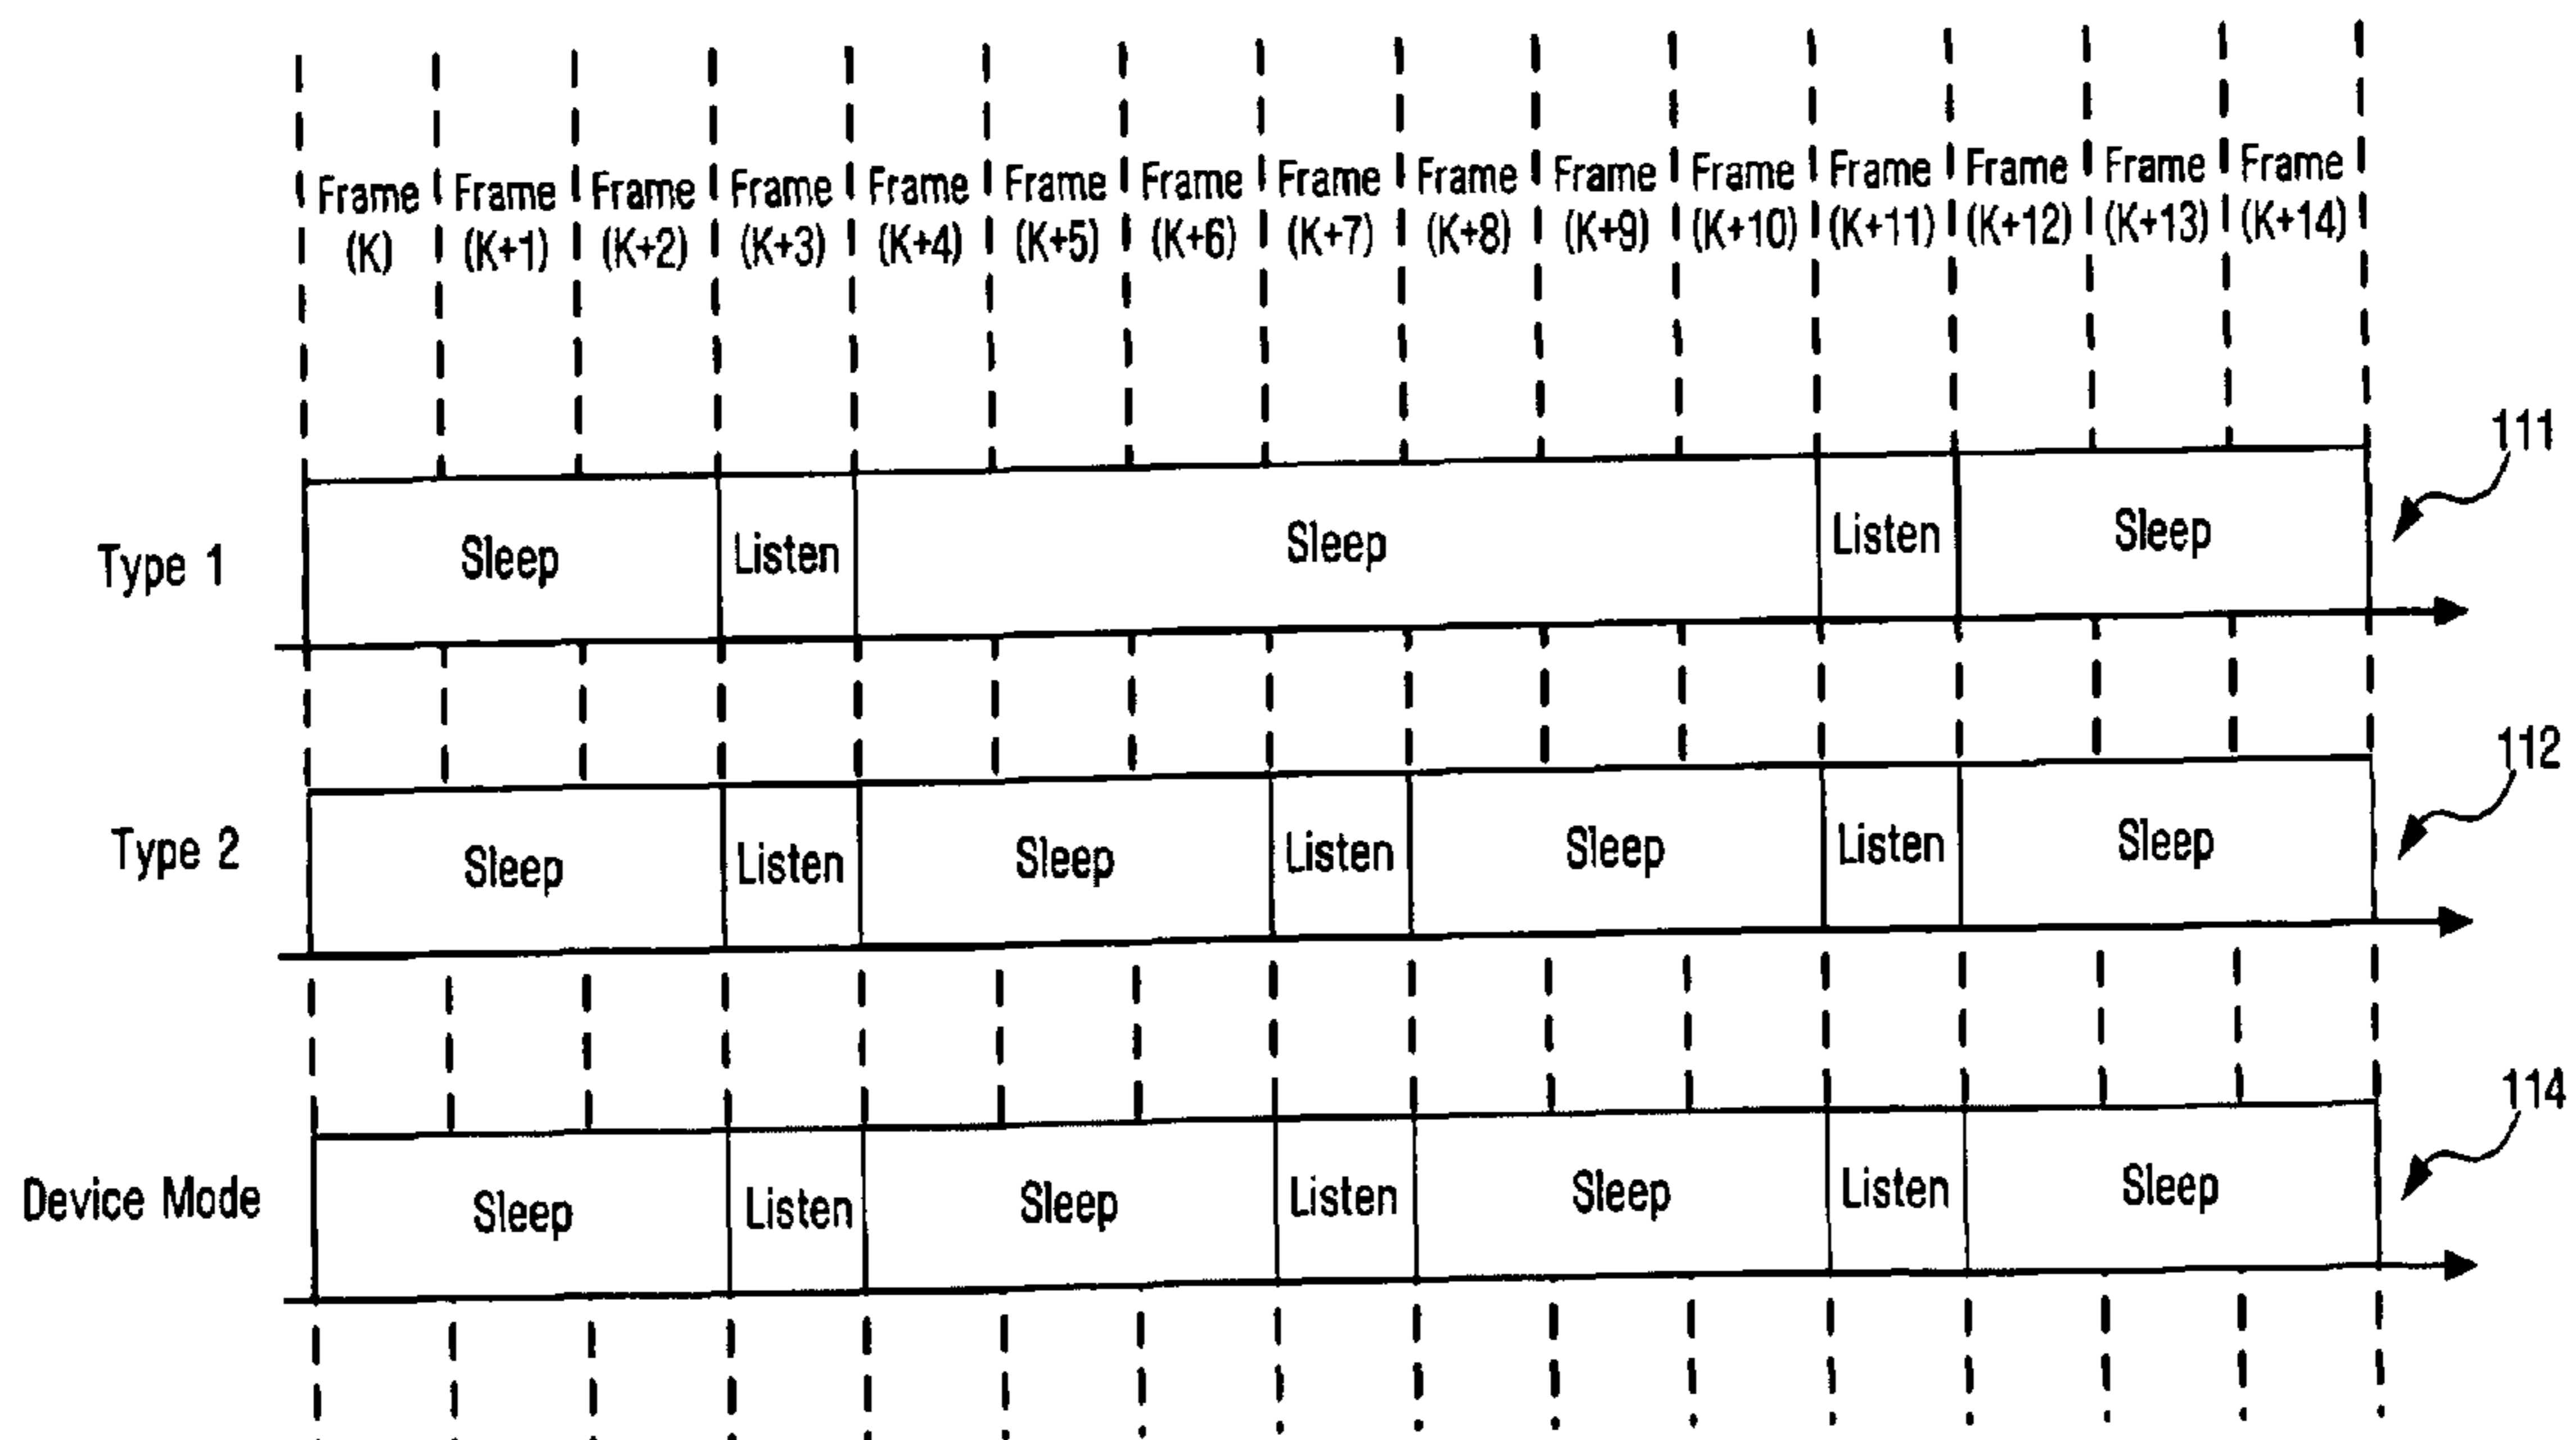 Frame Frame Frame Frame Frame Frame Frame Frame Frame Frame Frame Frame Frame Frame Frame
(K) (K+1) (K+2) (K+3) (K+4) (K+5) (K+6) (K+7) (K+8) (K+9) (K+10) (K+11) (K+12) (K+13) (K+14)
111
Type 1 Sleep Listen Sleep Listen Sleep
112
Type 2 Sleep Listen Sleep Listen Sleep Listen Sleep
114
Device Mode Sleep Listen Sleep Listen Sleep Listen Sleep